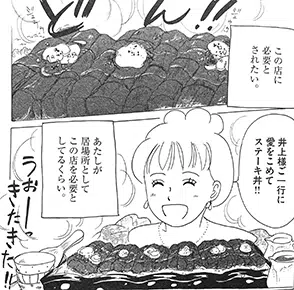 どーん!!
この店に
必要と
されたい。
井上様ご一行に
愛をこめて
ステーキ丼!!
あたしが
居場所として
この店を必要と
してるくらい。
うおーっ
きたきた!!